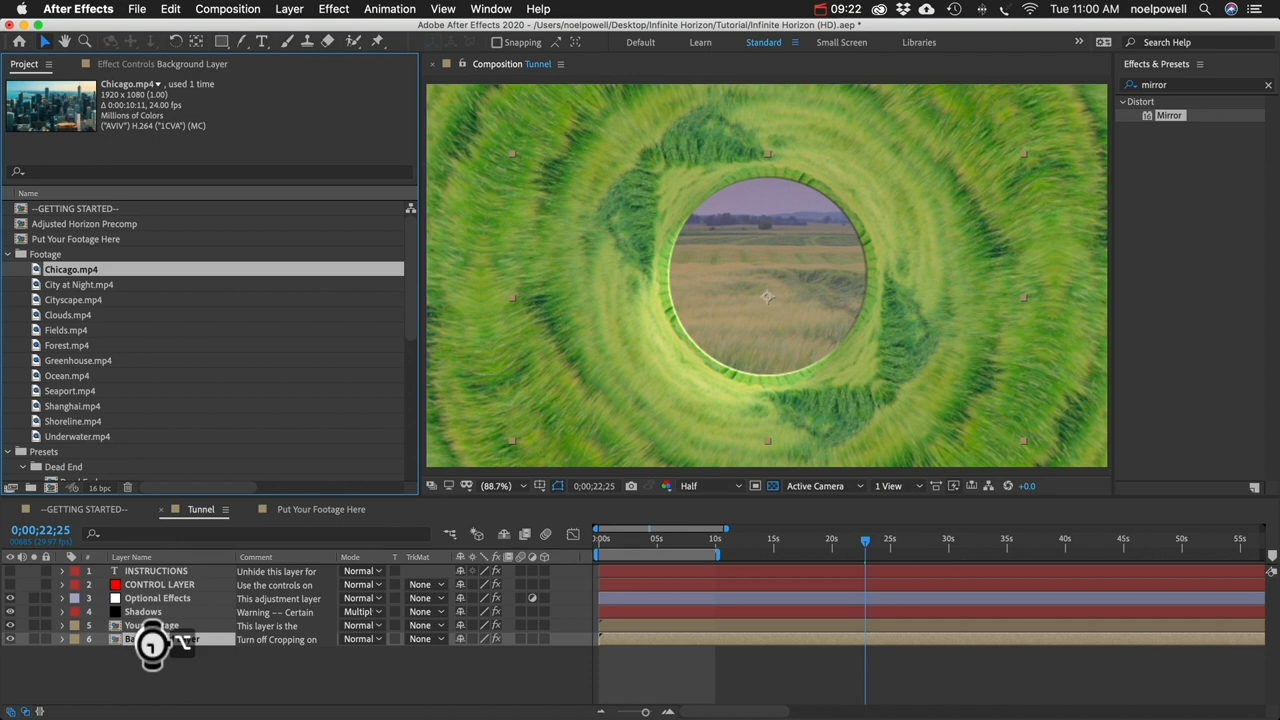 After Effects File Edit Composition Layer Effect Animation View Window Help 09:22 Tue 11:00 AM noelpowell
Adobe After Effects 2020 - /Users/noelpowell/Desktop/Infinite Horizon/Tutorial/Infinite Horizon (HD).aep *
Snapping Default Learn Standard Small Screen Libraries Search Help
Project Effect Controls Background Layer Composition Tunnel Effects & Presets
Chicago.mp4, used 1 time
1920 x 1080 (1.00)
Δ 0:00:10:11, 24.00 fps
Millions of Colors
("AVIV") H.264 ("1CVA") (MC)
mirror
Distort
Mirror
Name
--GETTING STARTED--
Adjusted Horizon Precomp
Put Your Footage Here
Footage
Chicago.mp4
City at Night.mp4
Cityscape.mp4
Clouds.mp4
Fields.mp4
Forest.mp4
Greenhouse.mp4
Ocean.mp4
Seaport.mp4
Shanghai.mp4
Shoreline.mp4
Underwater.mp4
Presets
Dead End
16 bpc (88.7%) 0;00;22;25 Half Active Camera 1 View +0.0
--GETTING STARTED-- Tunnel Put Your Footage Here
0;00;22;25
00685 (29.97 fps)
# Layer Name Comment Mode T TrkMat
:00s 05s 10s 15s 20s 25s 30s 35s 40s 45s 50s 55s
1 T INSTRUCTIONS Unhide this layer for Normal
2 CONTROL LAYER Use the controls on Normal None
3 Optional Effects This adjustment layer Normal None
4 Shadows Warning -- Certain Multipl None
5 This layer is the Normal None
6 Turn off Cropping on Normal None